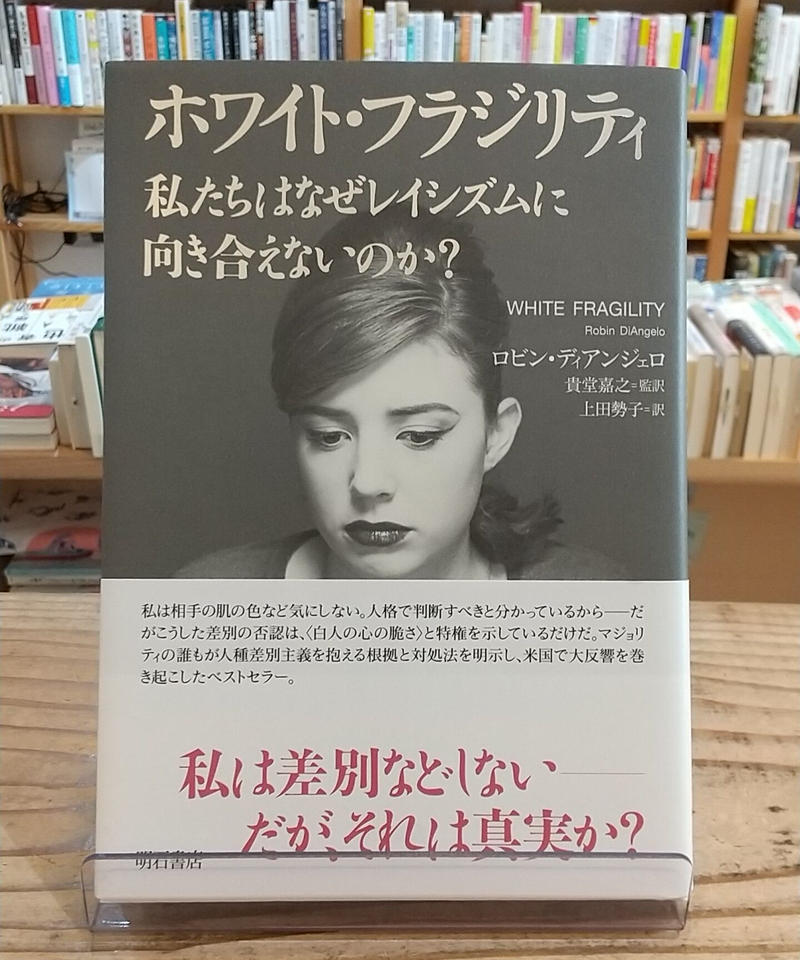 ホワイト・フラジリティ
私たちはなぜレイシズムに
向き合えないのか?
WHITE FRAGILITY
Robin DiAngelo
ロビン・ディアンジェロ
貴堂嘉之=監訳
上田勢子=訳
私は相手の肌の色など気にしない。人格で判断すべきと分かっているから――だ
がこうした差別の否認は、〈白人の心の脆さ〉と特権を示しているだけだ。マジョリ
ティの誰もが人種差別主義を抱える根拠と対処法を明示し、米国で大反響を巻
き起こしたベストセラー。
私は差別などしない――
だが、それは真実か?
明石書店